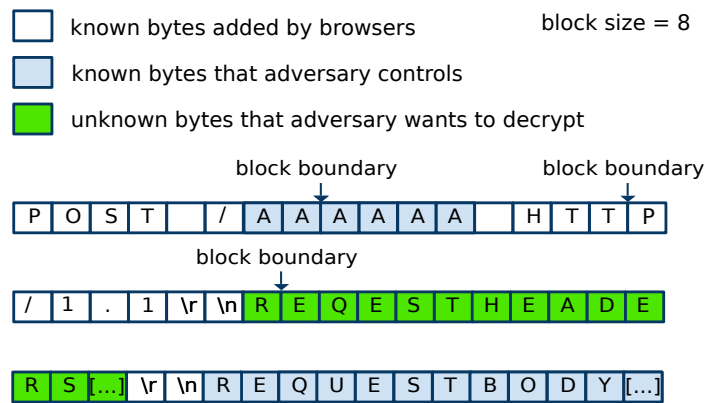 known bytes added by browsers block size = 8
known bytes that adversary controls
unknown bytes that adversary wants to decrypt
block boundary block boundary
P O S T / A A A A A A H T T P
block boundary
/ 1 . 1 \r \n R E Q E S T H E A D E
R S [...] \r \n R E Q U E S T B O D Y [...]